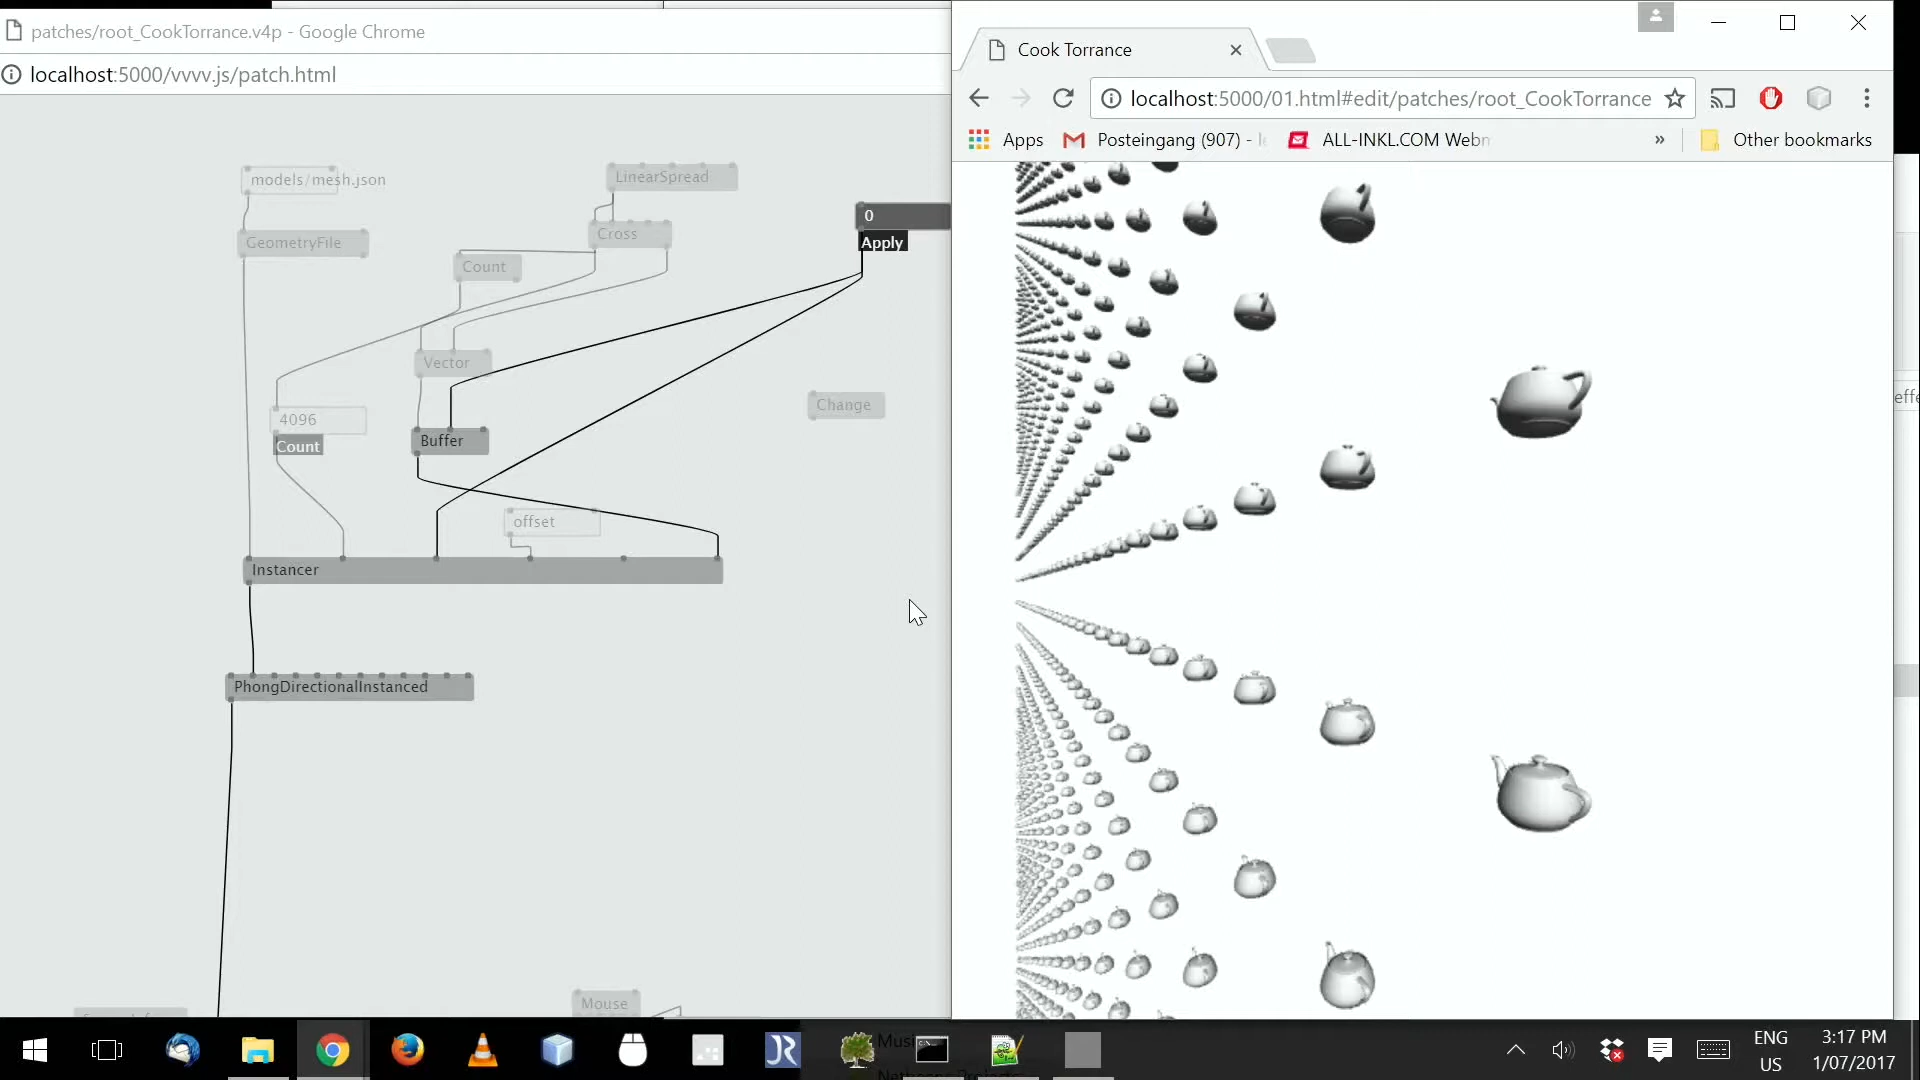 patches/root_CookTorrance.v4p - Google Chrome
localhost:5000/vvvv.js/patch.html
models/mesh.json
LinearSpread
0
Apply
GeometryFile
Cross
Count
Vector
Change
4096
Count
Buffer
offset
Instancer
PhongDirectionalInstanced
Mouse
Cook Torrance
localhost:5000/01.html#edit/patches/root_CookTorrance
Apps
Posteingang (907) -
ALL-INKL.COM Webm
»
Other bookmarks
effe
ENG
US
3:17 PM
1/07/2017